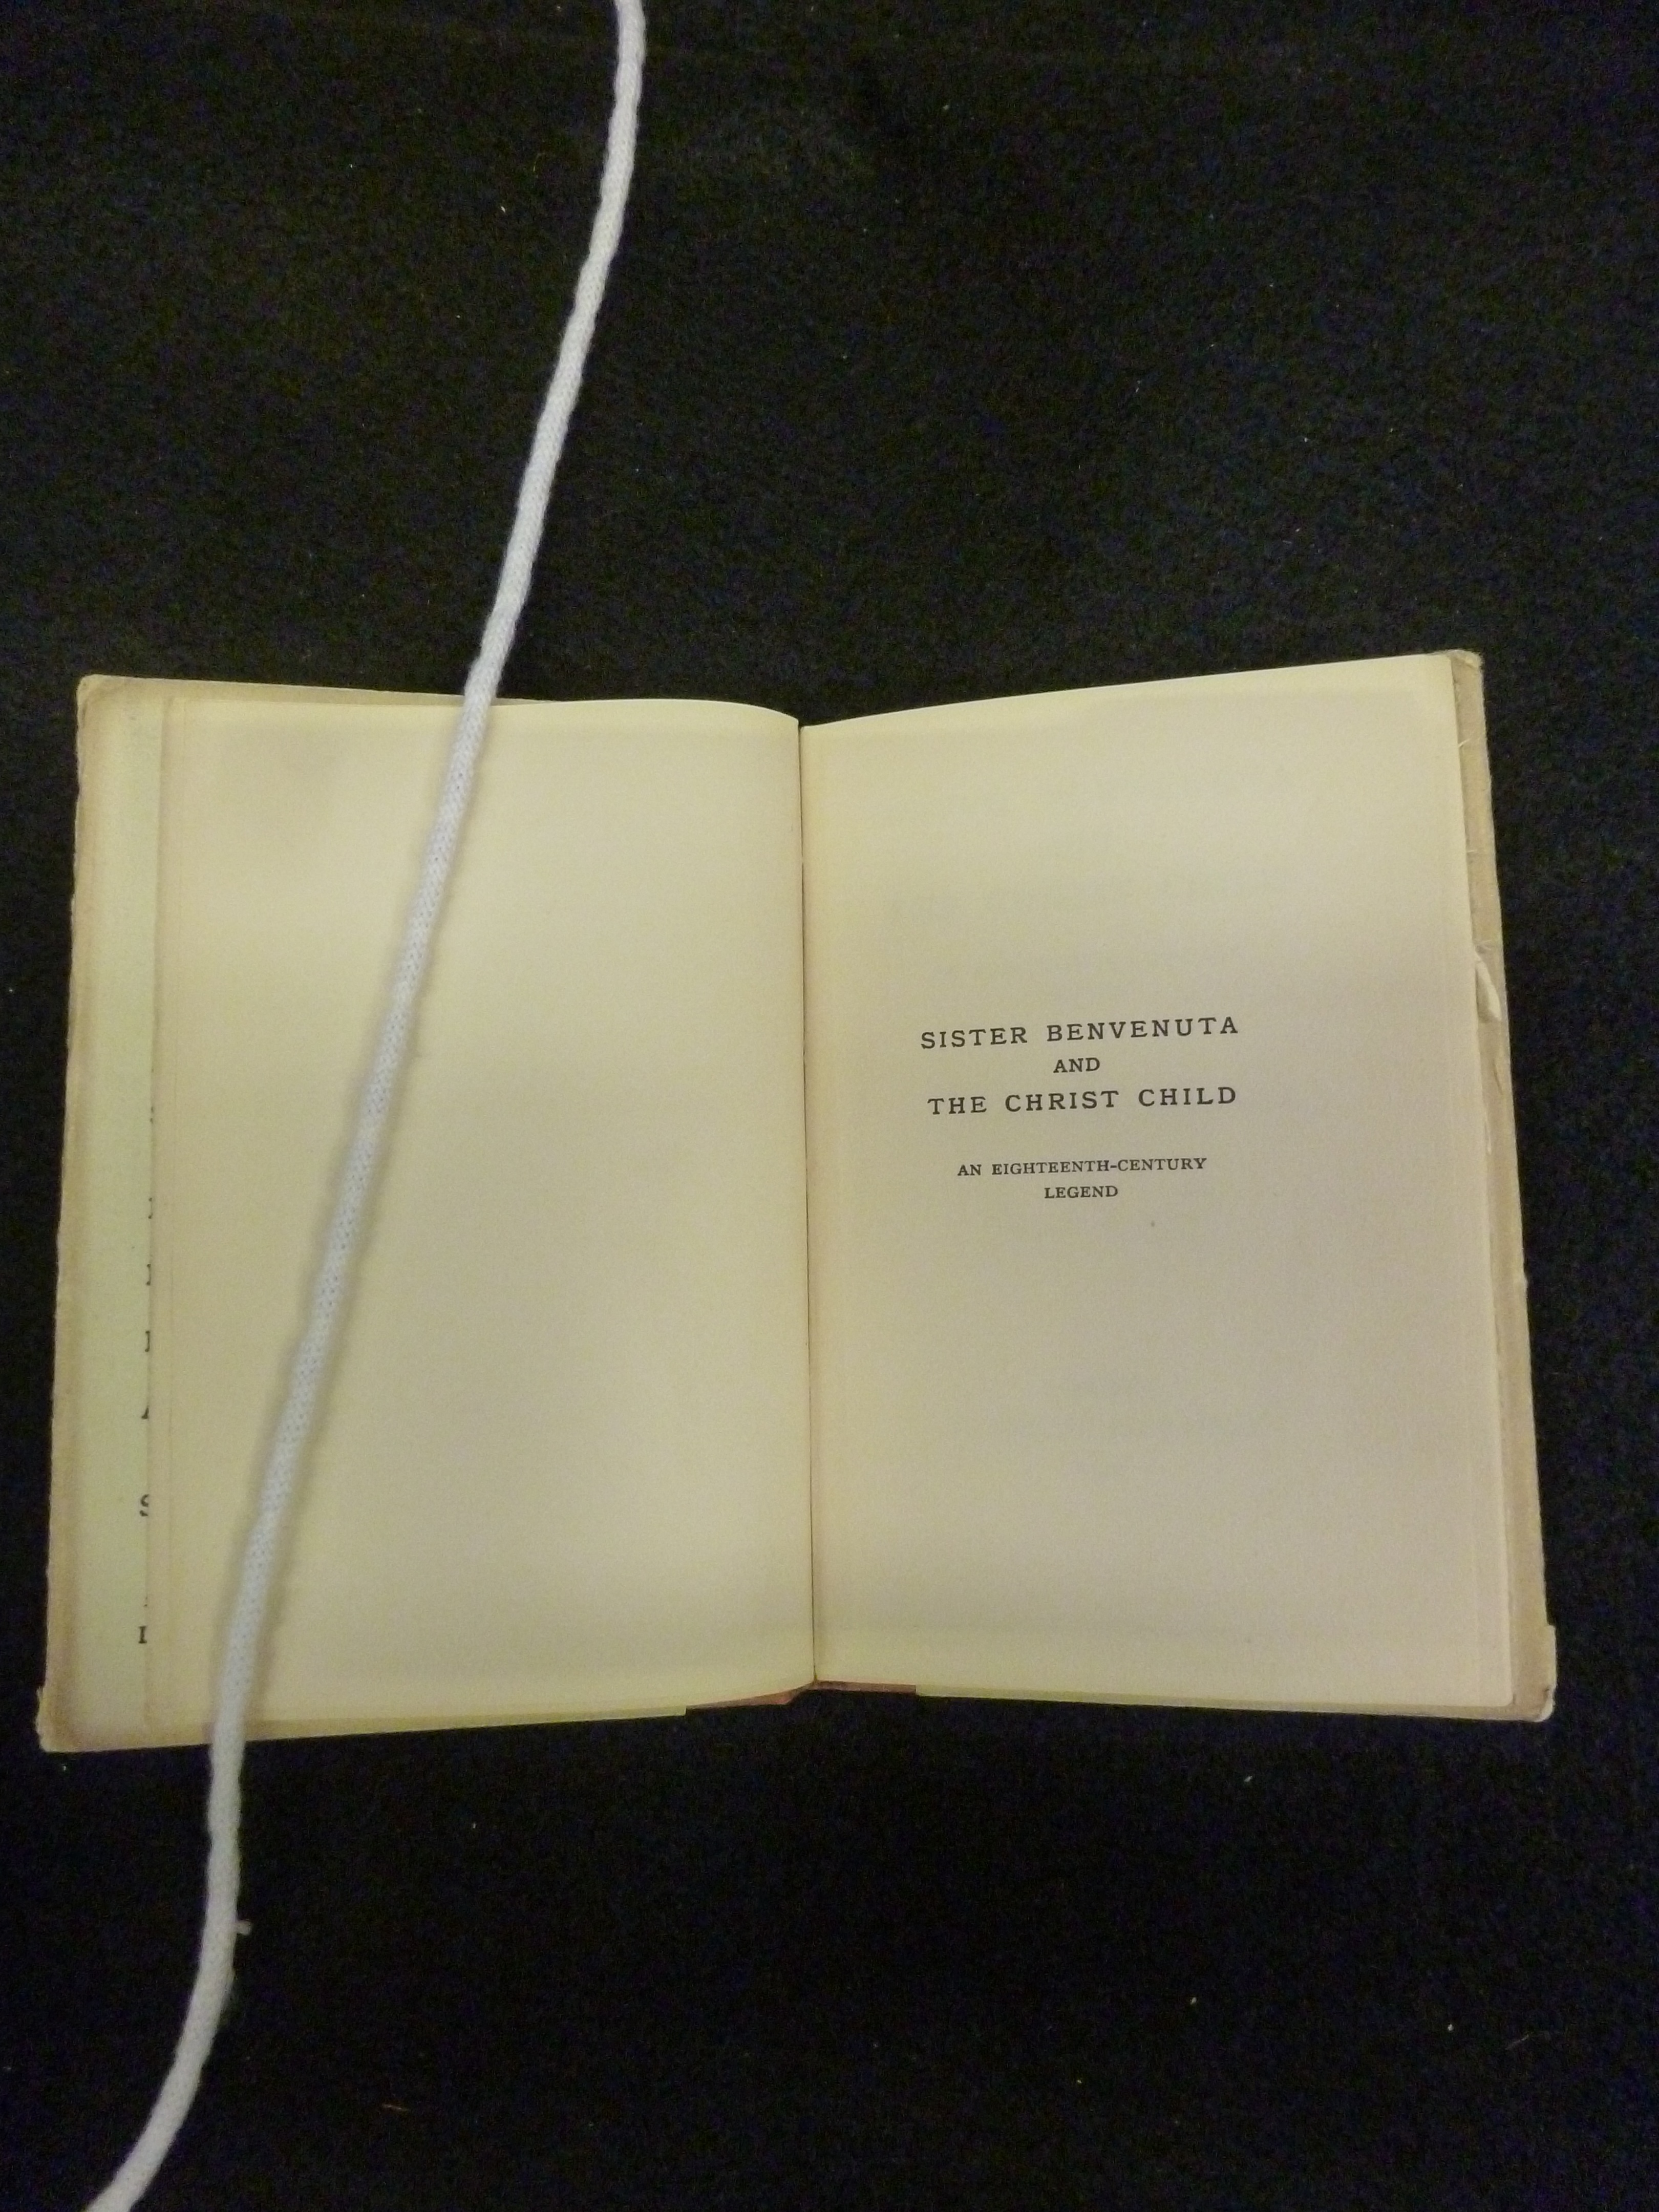 SISTER BENVENUTA
AND
THE CHRIST CHILD
AN EIGHTEENTH-CENTURY
LEGEND